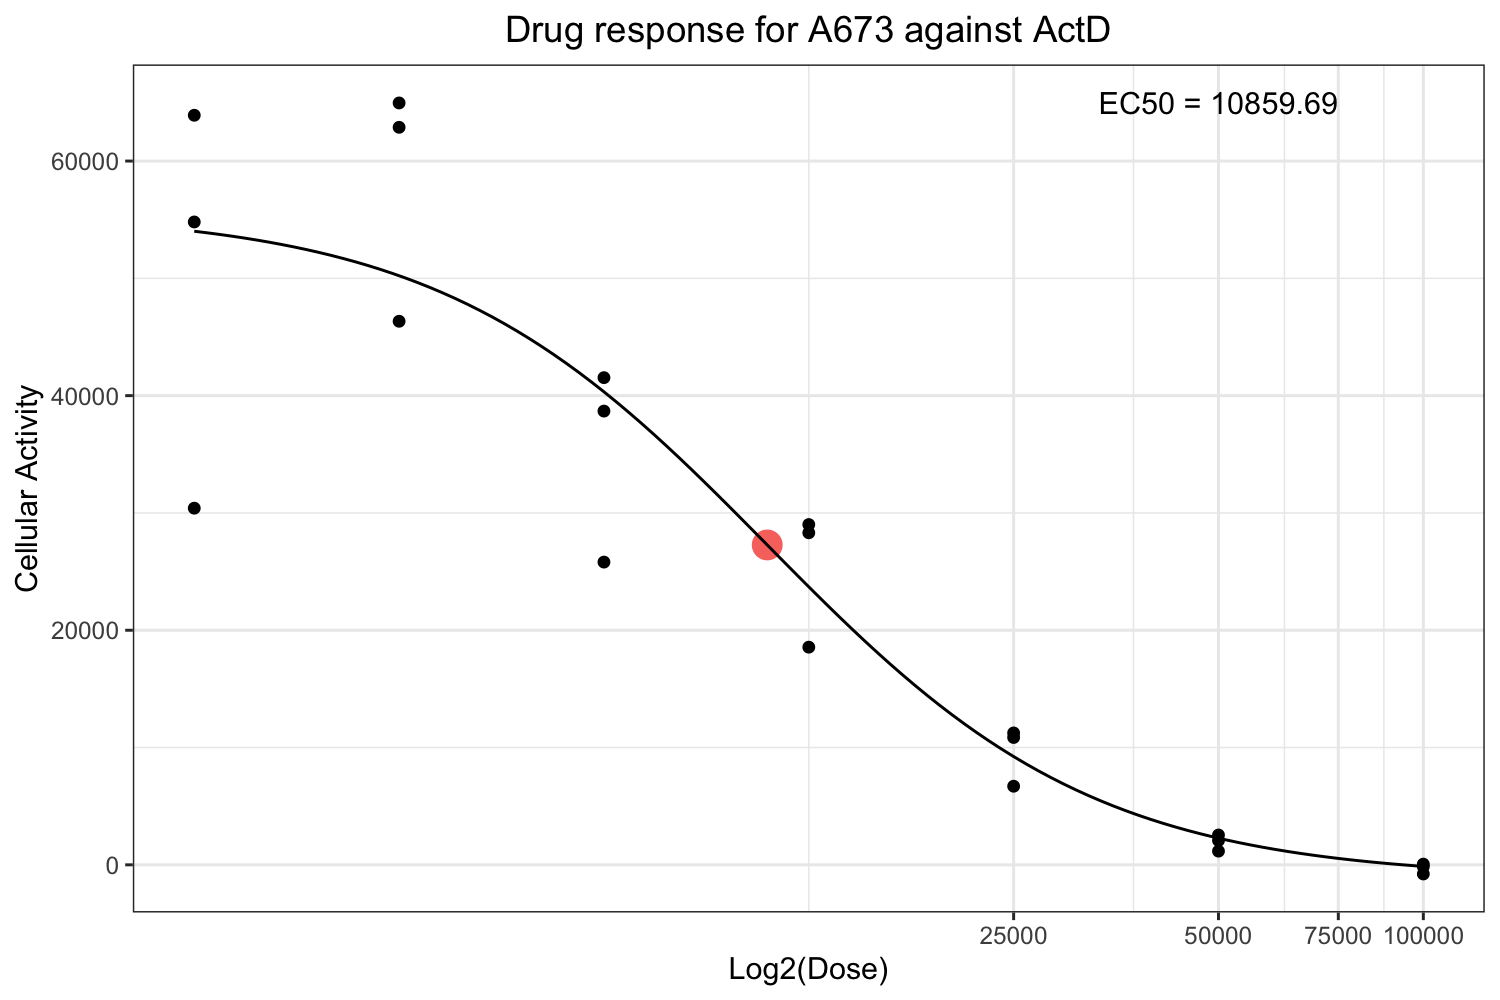 Drug response for A673 against ActD
EC50 = 10859.69
60000
40000
20000
0
Cellular Activity
25000 50000 75000 100000
Log2(Dose)